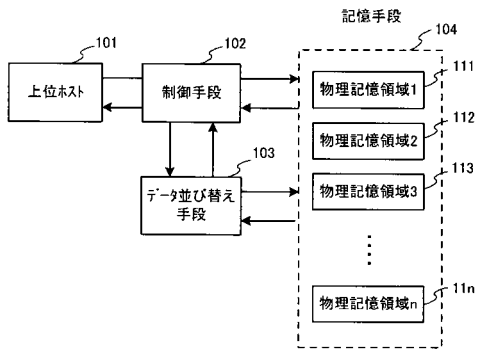 記憶手段
101
102
104
上位ホスト
制御手段
物理記憶領域1
111
物理記憶領域2
112
103
データ並び替え
手段
物理記憶領域3
113
物理記憶領域n
11n